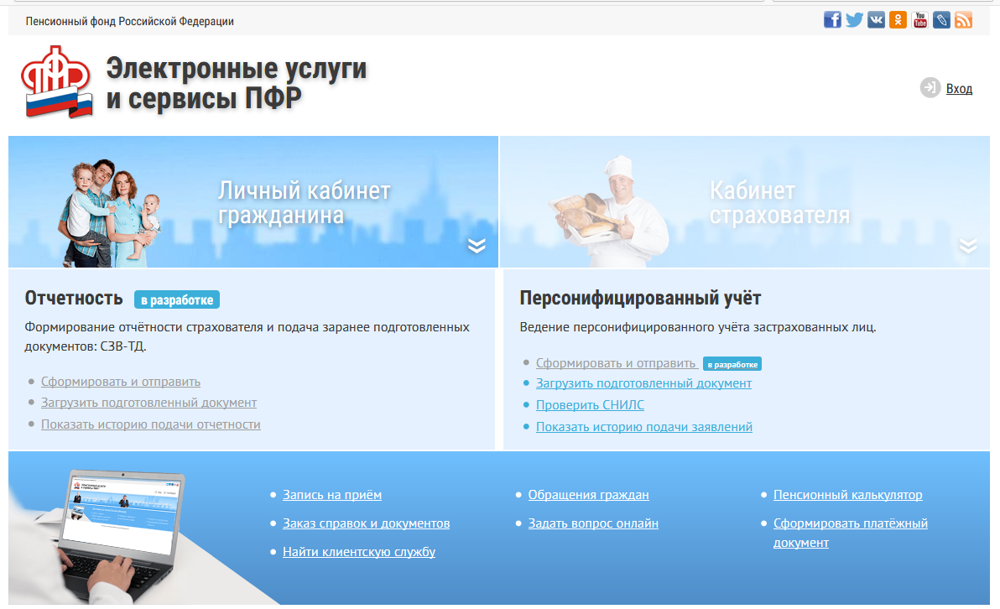 Пенсионный фонд Российской Федерации
Электронные услуги
и сервисы ПФР
Вход
Личный кабинет
гражданина
Кабинет
страхователя
Отчетность в разработке
Формирование отчётности страхователя и подача заранее подготовленных
документов: СЗВ-ТД.
Сформировать и отправить
Загрузить подготовленный документ
Показать историю подачи отчетности
Персонифицированный учёт
Ведение персонифицированного учёта застрахованных лиц.
Сформировать и отправить в разработке
Загрузить подготовленный документ
Проверить СНИЛС
Показать историю подачи заявлений
Запись на приём
Заказ справок и документов
Найти клиентскую службу
Обращения граждан
Задать вопрос онлайн
Пенсионный калькулятор
Сформировать платёжный
документ